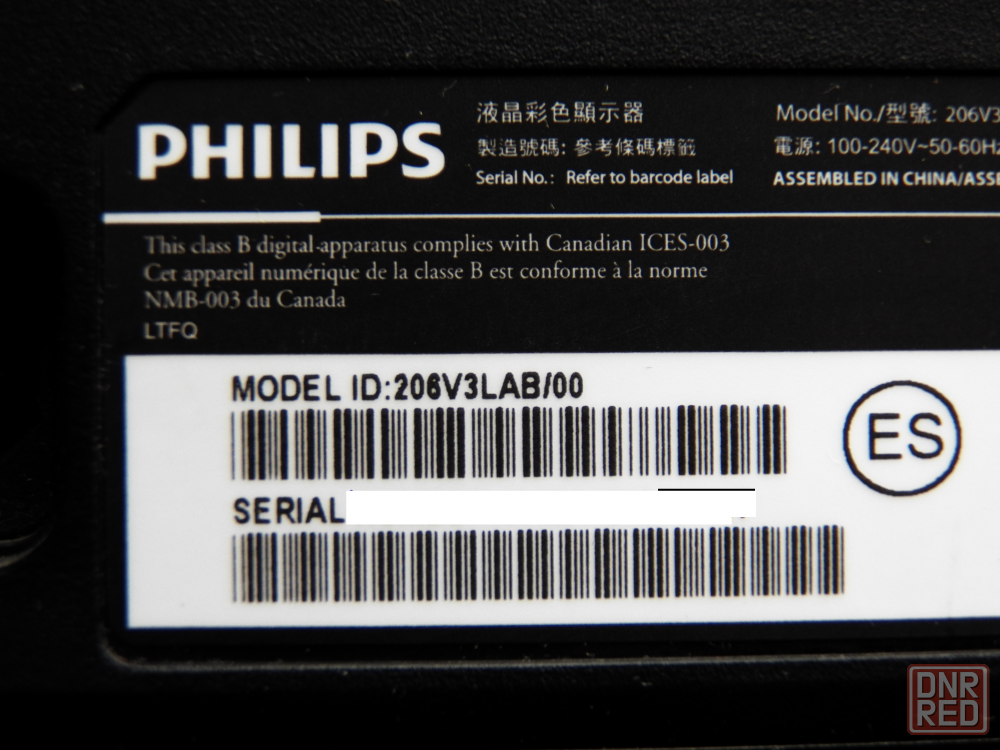 PHILIPS
液晶彩色顯示器
製造號碼: 參考條碼標籤
Serial No.: Refer to barcode label
Model No./型號: 206V3
電源: 100-240V~50-60Hz
ASSEMBLED IN CHINA/ASSE
This class B digital apparatus complies with Canadian ICES-003
Cet appareil numérique de la classe B est conforme à la norme
NMB-003 du Canada
LTFQ
MODEL ID:206V3LAB/00
ES
SERIAL
DNR
RED